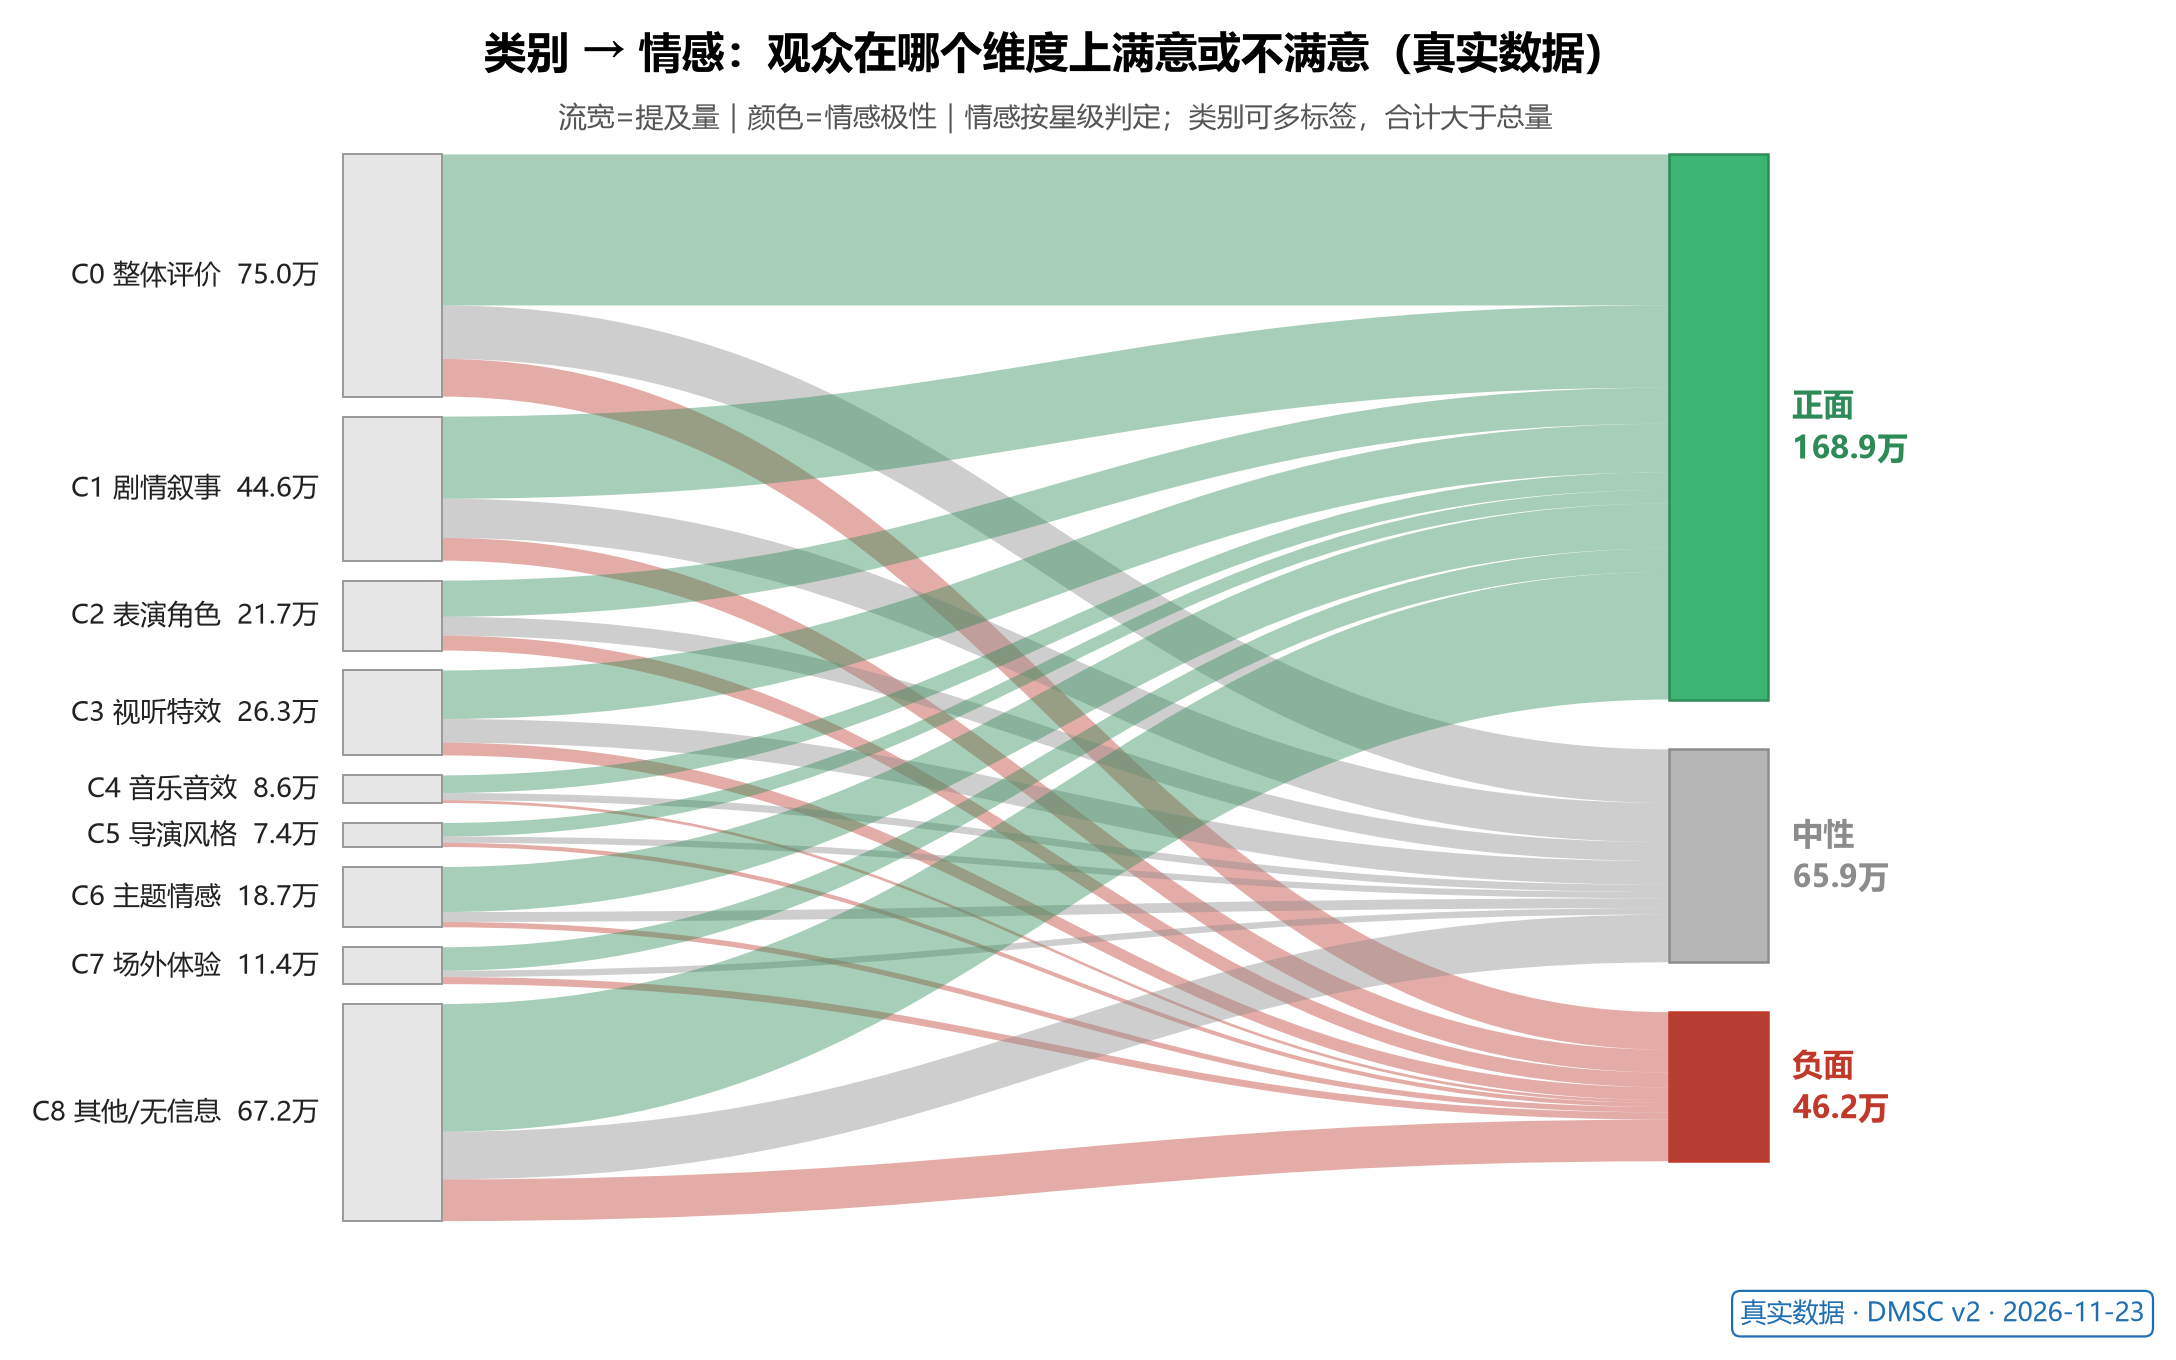 类别 → 情感：观众在哪个维度上满意或不满意（真实数据）
流宽=提及量 | 颜色=情感极性 | 情感按星级判定；类别可多标签，合计大于总量
C0 整体评价 75.0万
C1 剧情叙事 44.6万
C2 表演角色 21.7万
C3 视听特效 26.3万
C4 音乐音效 8.6万
C5 导演风格 7.4万
C6 主题情感 18.7万
C7 场外体验 11.4万
C8 其他/无信息 67.2万
正面
168.9万
中性
65.9万
负面
46.2万
真实数据 · DMSC v2 · 2026-11-23